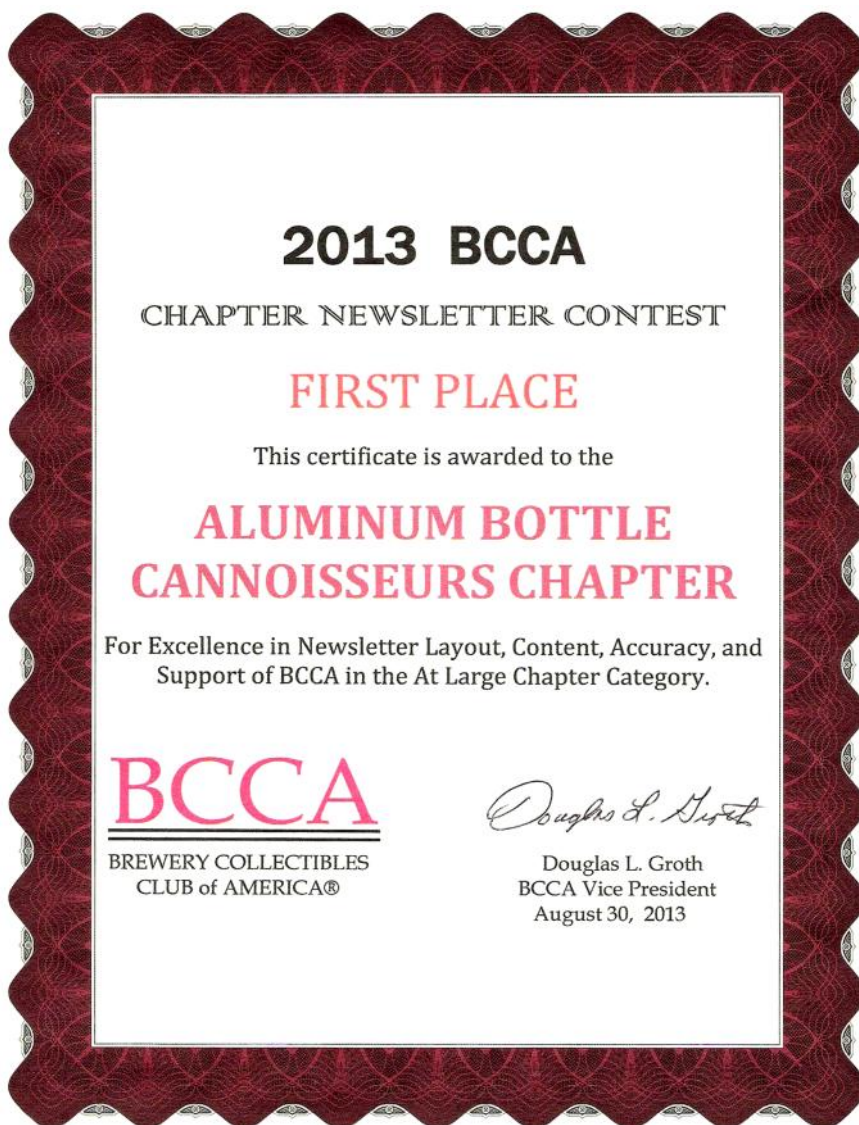 2013 BCCA
CHAPTER NEWSLETTER CONTEST
FIRST PLACE
This certificate is awarded to the
ALUMINUM BOTTLE
CANNOISSEURS CHAPTER
For Excellence in Newsletter Layout, Content, Accuracy, and
Support of BCCA in the At Large Chapter Category.
BCCA
BREWERY COLLECTIBLES
CLUB of AMERICA®
Douglas L. Groth
Douglas L. Groth
BCCA Vice President
August 30, 2013